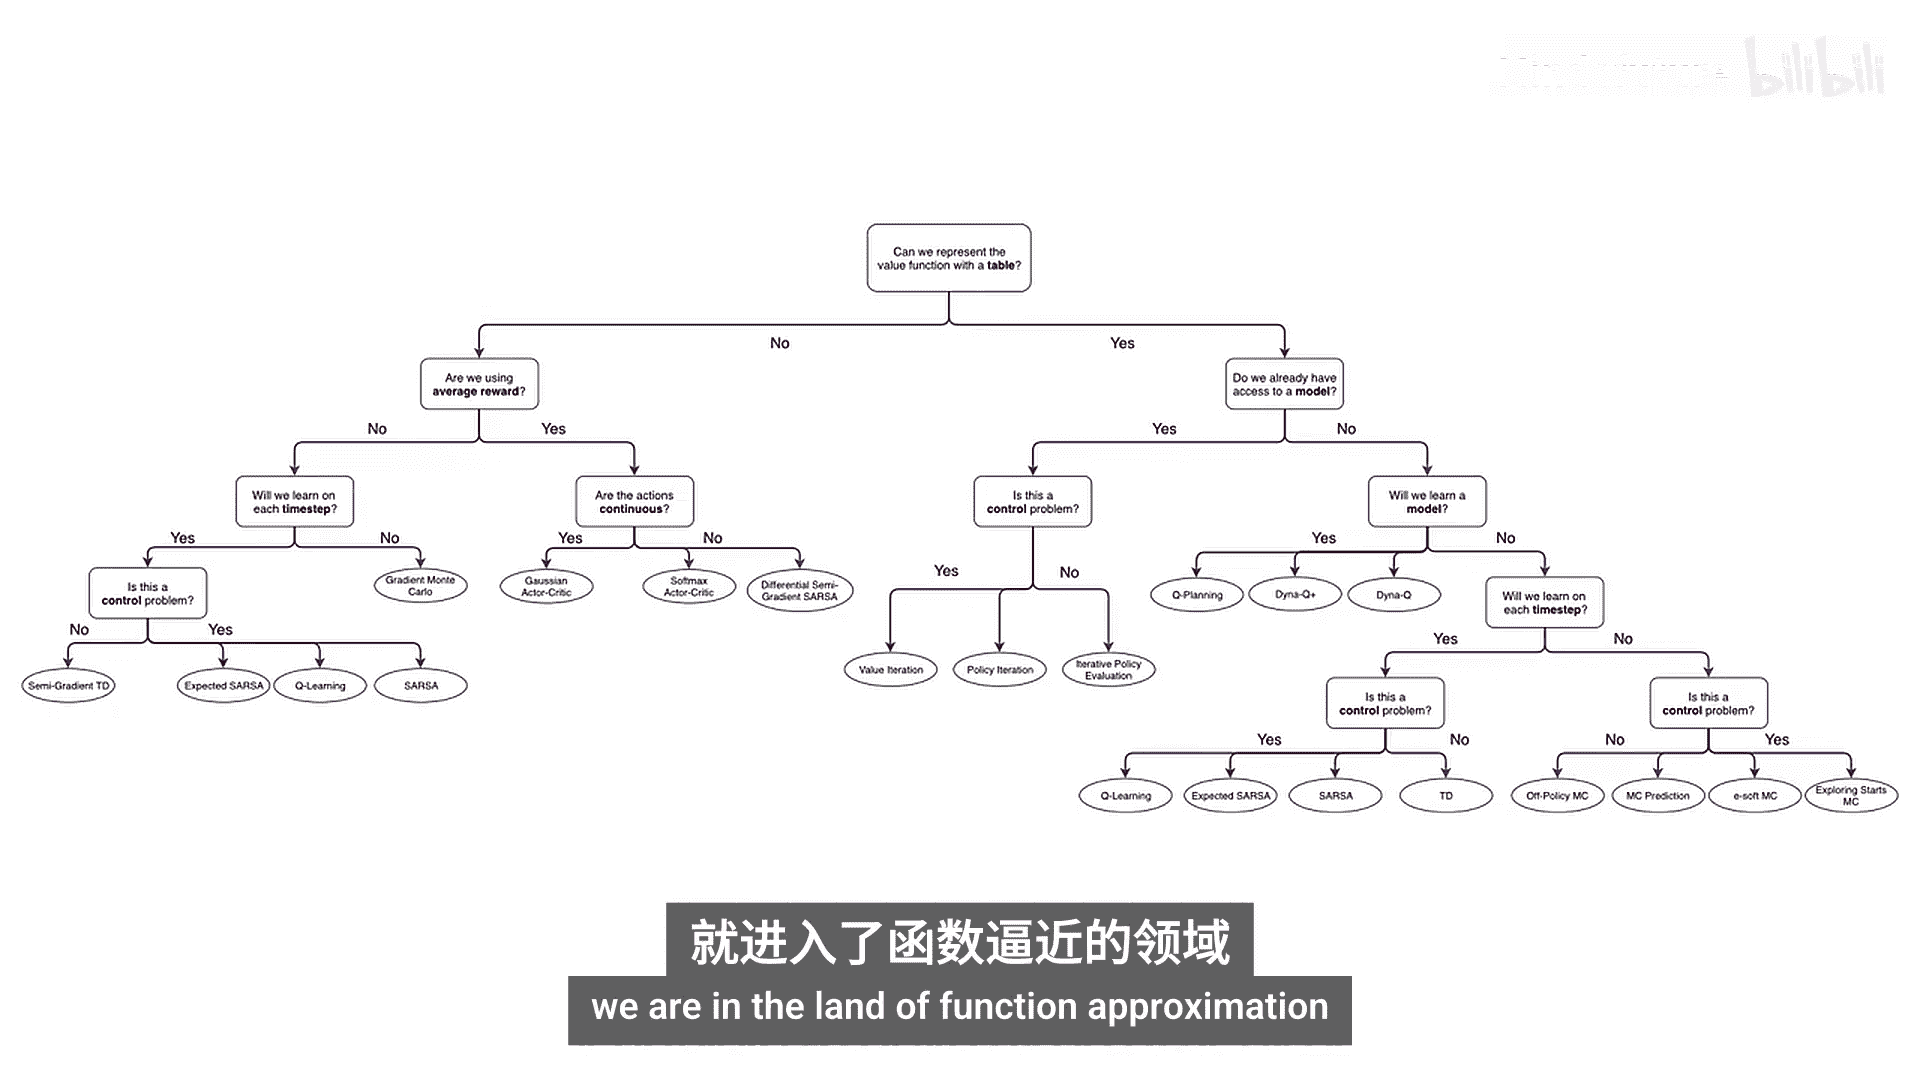 bilibili
Can we represent the
value function with a table?
No
Yes
Are we using
average reward?
Do we already have
access to a model?
No
Yes
Yes
No
Will we learn on
each timestep?
Are the actions
continuous?
Is this a
control problem?
Will we learn a
model?
Yes
No
Yes
No
Yes
No
Yes
No
Is this a
control problem?
Gradient Monte
Carlo
Gaussian
Actor-Critic
Softmax
Actor-Critic
Differential Semi-
Gradient SARSA
Q-Planning
Dyna-Q+
Dyna-Q
Will we learn on
each timestep?
No
Yes
Yes
No
Semi-Gradient TD
Expected SARSA
Q-Learning
SARSA
Value Iteration
Policy Iteration
Iterative Policy
Evaluation
Is this a
control problem?
Is this a
control problem?
Yes
No
No
Yes
Q-Learning
Expected SARSA
SARSA
TD
Off-Policy MC
MC Prediction
e-soft MC
Exploring Starts
MC
就进入了函数逼近的领域
we are in the land of function approximation